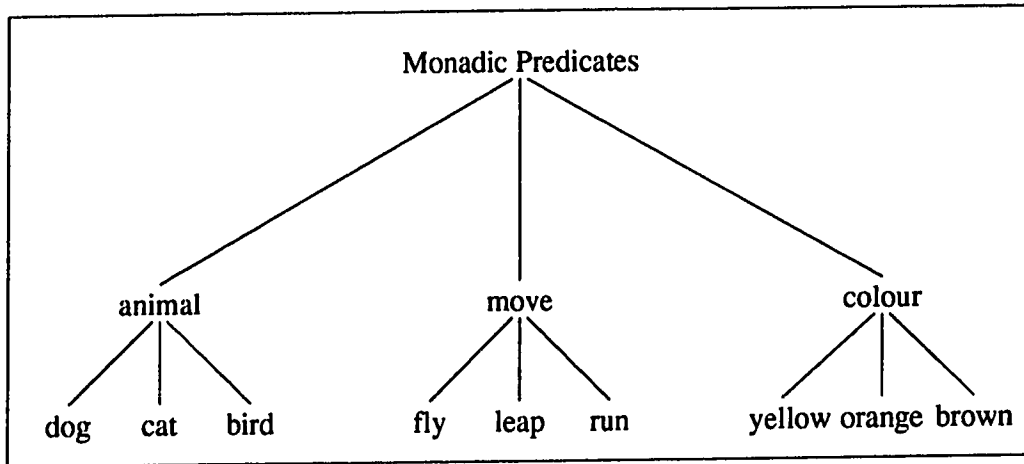 Monadic Predicates
animal move colour
dog cat bird fly leap run yellow orange brown